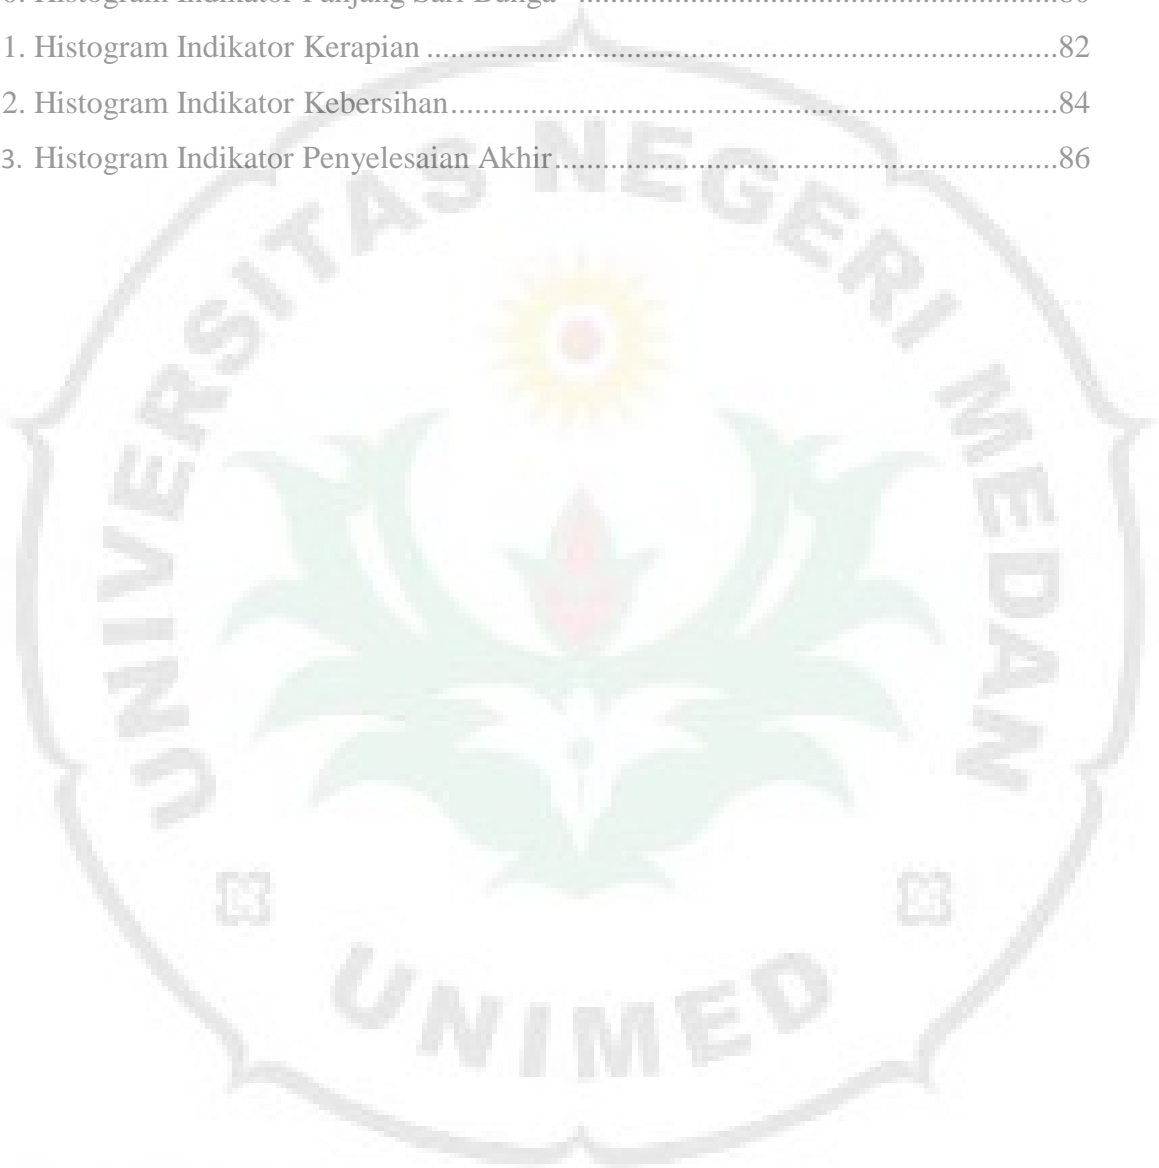 Histogram Indikator Panjang Sari Bunga ............................................................80
1. Histogram Indikator Kerapian ................................................................................82
2. Histogram Indikator Kebersihan............................................................................84
3. Histogram Indikator Penyelesaian Akhir...............................................................86
UNIVERSITAS NEGERI MEDAN
UNIMED